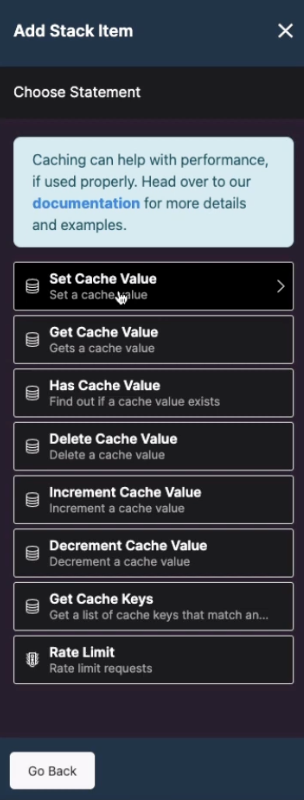 Add Stack Item
Choose Statement
Caching can help with performance,
if used properly. Head over to our
documentation for more details
and examples.
Set Cache Value
Set a cache value
Get Cache Value
Gets a cache value
Has Cache Value
Find out if a cache value exists
Delete Cache Value
Delete a cache value
Increment Cache Value
Increment a cache value
Decrement Cache Value
Decrement a cache value
Get Cache Keys
Get a list of cache keys that match an...
Rate Limit
Rate limit requests
Go Back